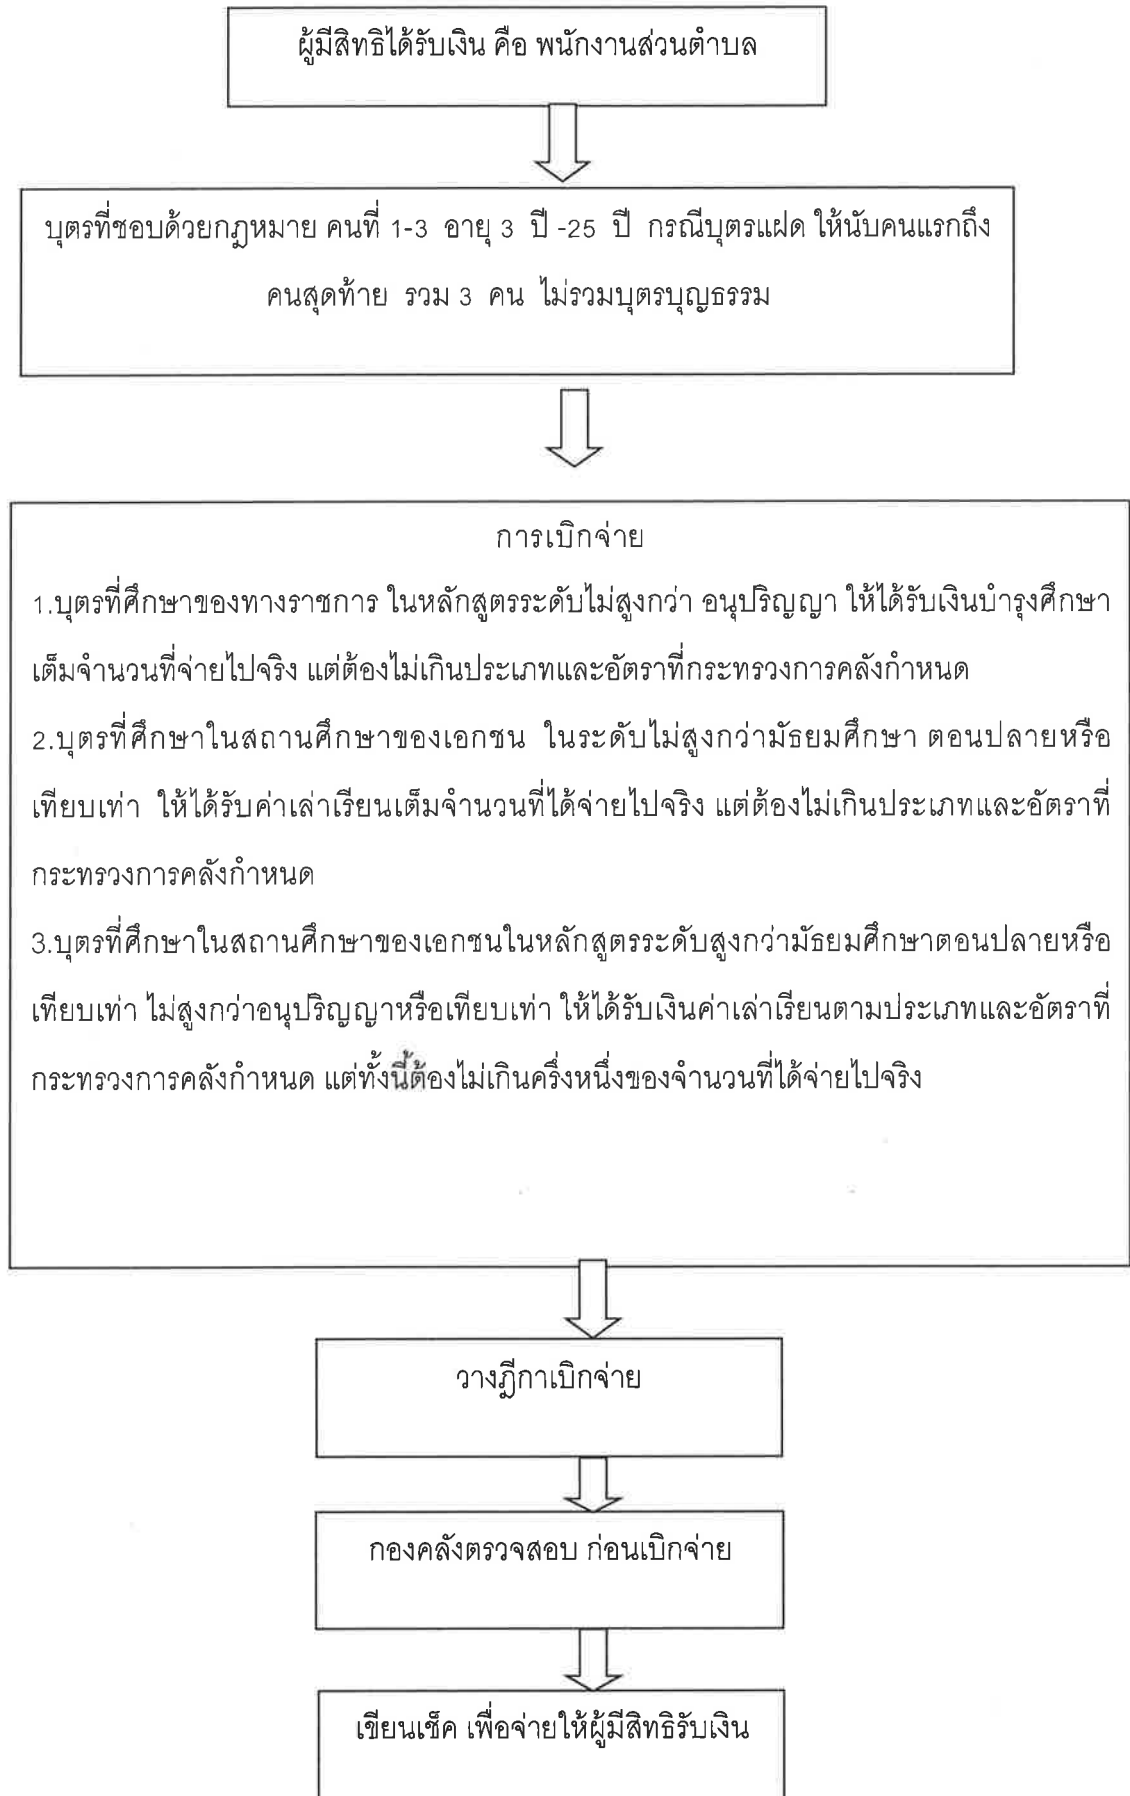 ผู้มีสิทธิได้รับเงิน คือ พนักงานส่วนตำบล
บุตรที่ชอบด้วยกฎหมาย คนที่ 1-3 อายุ 3 ปี -25 ปี กรณีบุตรแฝด ให้นับคนแรกถึง
คนสุดท้าย รวม 3 คน ไม่รวมบุตรบุญธรรม
การเบิกจ่าย
1.บุตรที่ศึกษาของทางราชการ ในหลักสูตรระดับไม่สูงกว่า อนุปริญญา ให้ได้รับเงินบำรุงศึกษา
เต็มจำนวนที่จ่ายไปจริง แต่ต้องไม่เกินประเภทและอัตราที่กระทรวงการคลังกำหนด
2.บุตรที่ศึกษาในสถานศึกษาของเอกชน ในระดับไม่สูงกว่ามัธยมศึกษา ตอนปลายหรือ
เทียบเท่า ให้ได้รับค่าเล่าเรียนเต็มจำนวนที่ได้จ่ายไปจริง แต่ต้องไม่เกินประเภทและอัตราที่
กระทรวงการคลังกำหนด
3.บุตรที่ศึกษาในสถานศึกษาของเอกชนในหลักสูตรระดับสูงกว่ามัธยมศึกษาตอนปลายหรือ
เทียบเท่า ไม่สูงกว่าอนุปริญญาหรือเทียบเท่า ให้ได้รับเงินค่าเล่าเรียนตามประเภทและอัตราที่
กระทรวงการคลังกำหนด แต่ทั้งนี้ต้องไม่เกินครึ่งหนึ่งของจำนวนที่ได้จ่ายไปจริง
วางฎีกาเบิกจ่าย
กองคลังตรวจสอบ ก่อนเบิกจ่าย
เขียนเช็ค เพื่อจ่ายให้ผู้มีสิทธิรับเงิน